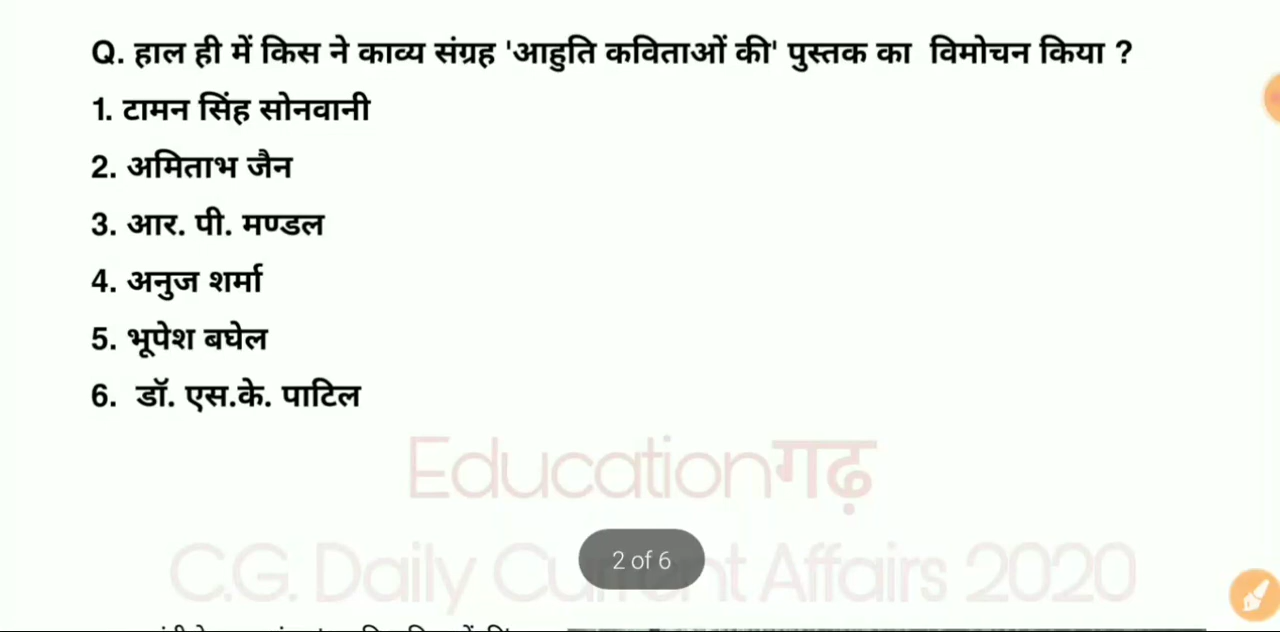 Q. हाल ही में किस ने काव्य संग्रह 'आहुति कविताओं की' पुस्तक का विमोचन किया ?
1. टामन सिंह सोनवानी
2. अमिताभ जैन
3. आर. पी. मण्डल
4. अनुज शर्मा
5. भूपेश बघेल
6. डॉ. एस.के. पाटिल
Educationगढ़
2 of 6
C.G. Daily Current Affairs 2020